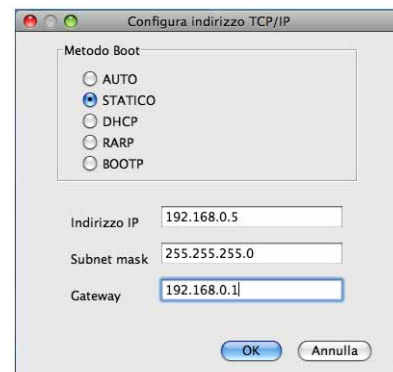 Configura indirizzo TCP/IP
Metodo Boot
AUTO
STATICO
DHCP
RARP
BOOTP
Indirizzo IP 192.168.0.5
Subnet mask 255.255.255.0
Gateway 192.168.0.1
OK Annulla